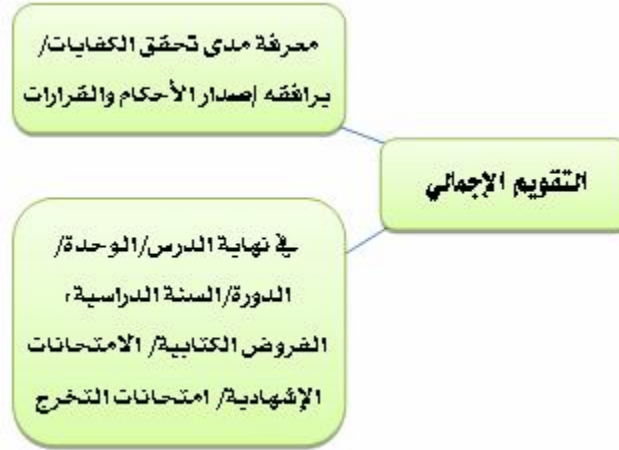 التقويم الإجمالي
معرفة مدى تحقق الكفايات/
يرافقه إصدار الأحكام والقرارات
في نهاية الدرس/الوحدة/
الدورة/السنة الدراسية،
الفروض الكتابية/ الامتحانات
الإشهادية/ امتحانات التخرج